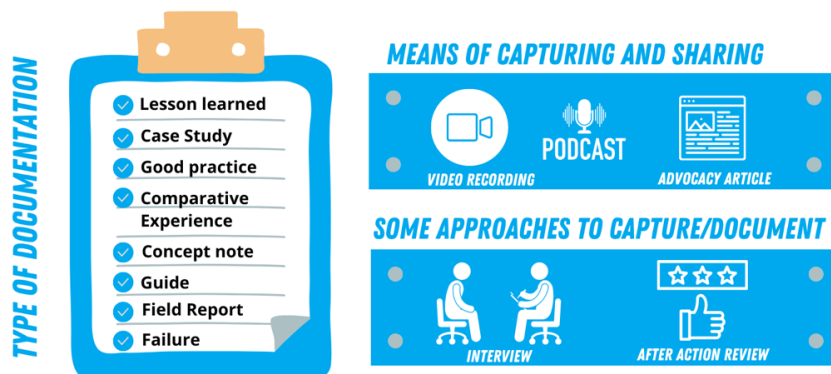 TYPE OF DOCUMENTATION
Lesson learned
Case Study
Good practice
Comparative
Experience
Concept note
Guide
Field Report
Failure
MEANS OF CAPTURING AND SHARING
VIDEO RECORDING
PODCAST
ADVOCACY ARTICLE
SOME APPROACHES TO CAPTURE/DOCUMENT
INTERVIEW
AFTER ACTION REVIEW